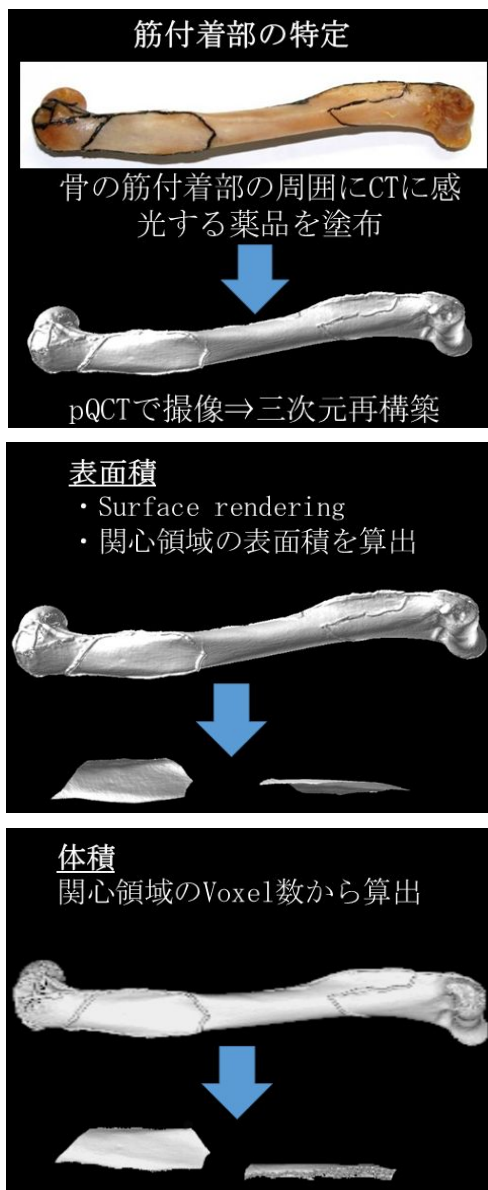 筋付着部の特定
骨の筋付着部の周囲にCTに感
光する薬品を塗布
pQCTで撮像⇒三次元再構築
表面積
・Surface rendering
・関心領域の表面積を算出
体積
関心領域のVoxel数から算出